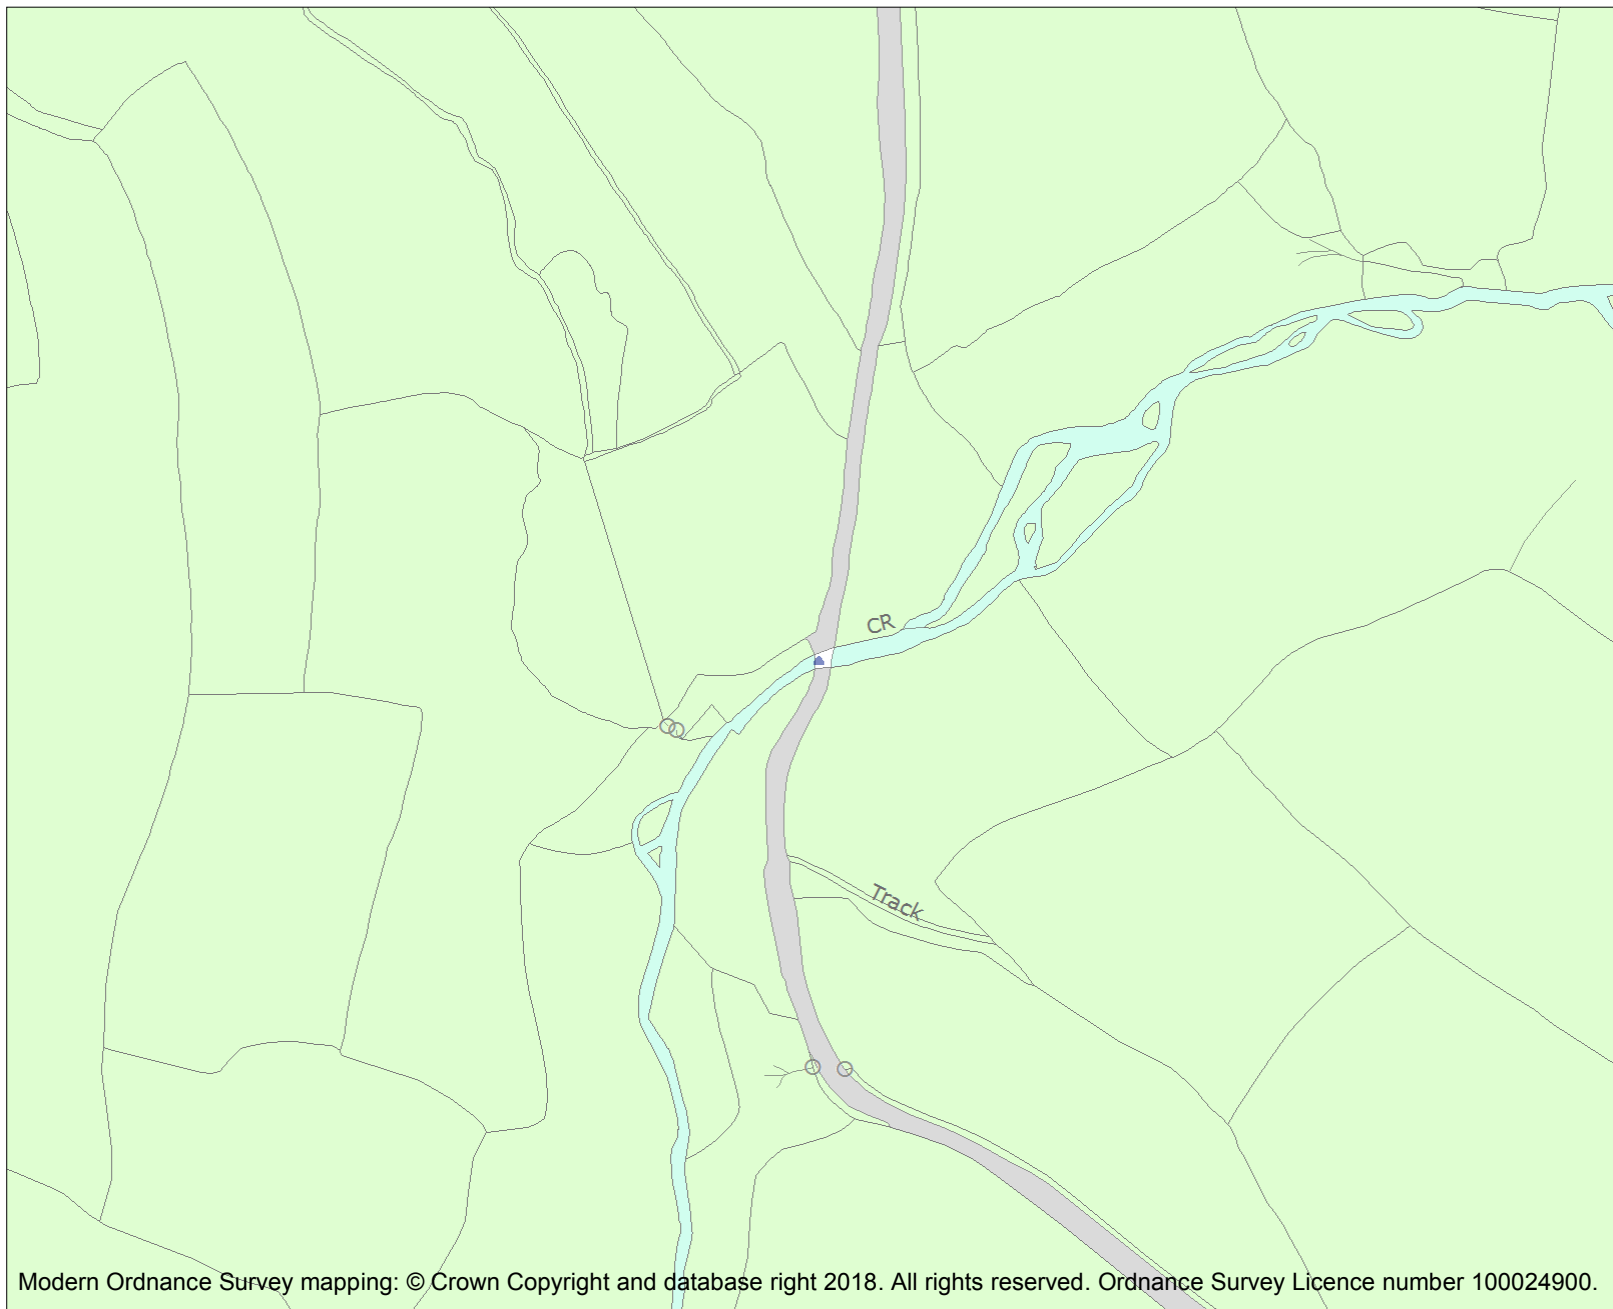 CR
Track
Modern Ordnance Survey mapping: © Crown Copyright and database right 2018. All rights reserved. Ordnance Survey Licence number 100024900.